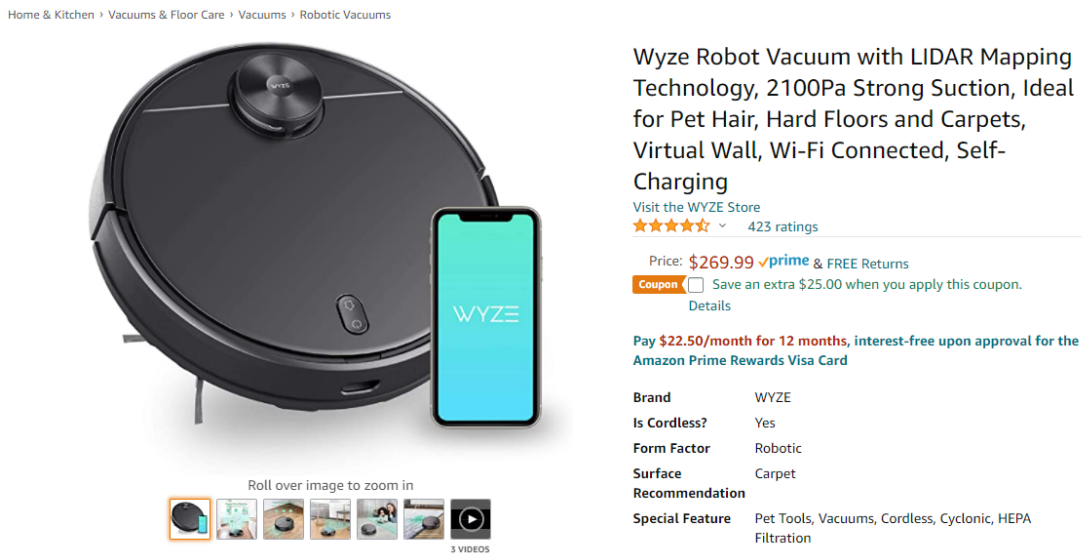 Home & Kitchen › Vacuums & Floor Care › Vacuums › Robotic Vacuums
WYZE
WYZE
Roll over image to zoom in
3 VIDEOS
Wyze Robot Vacuum with LIDAR Mapping
Technology, 2100Pa Strong Suction, Ideal
for Pet Hair, Hard Floors and Carpets,
Virtual Wall, Wi-Fi Connected, Self-
Charging
Visit the WYZE Store
423 ratings
Price: $269.99 prime & FREE Returns
Coupon Save an extra $25.00 when you apply this coupon.
Details
Pay $22.50/month for 12 months, interest-free upon approval for the
Amazon Prime Rewards Visa Card
Brand WYZE
Is Cordless? Yes
Form Factor Robotic
Surface Carpet
Recommendation
Special Feature Pet Tools, Vacuums, Cordless, Cyclonic, HEPA
Filtration